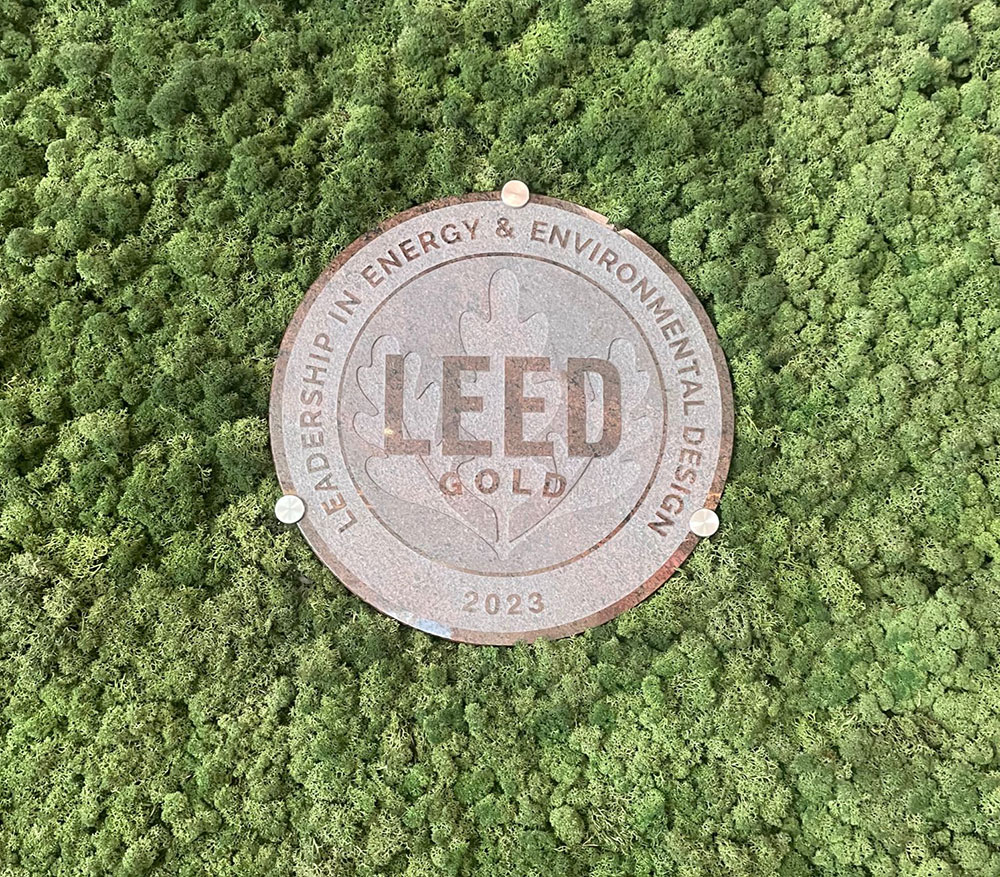 LEADERSHIP IN ENERGY & ENVIRONMENTAL DESIGN
LEED
GOLD
2023